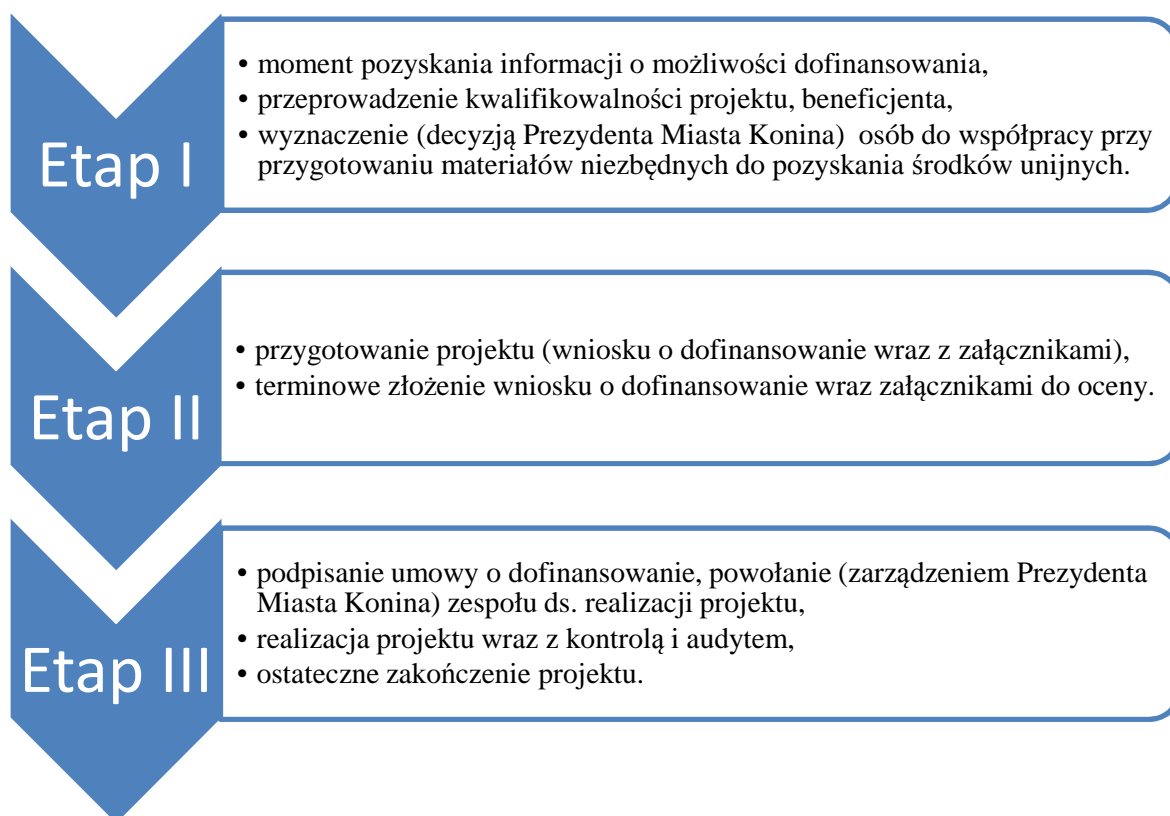 Etap I
• moment pozyskania informacji o możliwości dofinansowania,
• przeprowadzenie kwalifikowalności projektu, beneficjenta,
• wyznaczenie (decyzją Prezydenta Miasta Konina) osób do współpracy przy
przygotowaniu materiałów niezbędnych do pozyskania środków unijnych.
Etap II
• przygotowanie projektu (wniosku o dofinansowanie wraz z załącznikami),
• terminowe złożenie wniosku o dofinansowanie wraz załącznikami do oceny.
Etap III
• podpisanie umowy o dofinansowanie, powołanie (zarządzeniem Prezydenta
Miasta Konina) zespołu ds. realizacji projektu,
• realizacja projektu wraz z kontrolą i audytem,
• ostateczne zakończenie projektu.